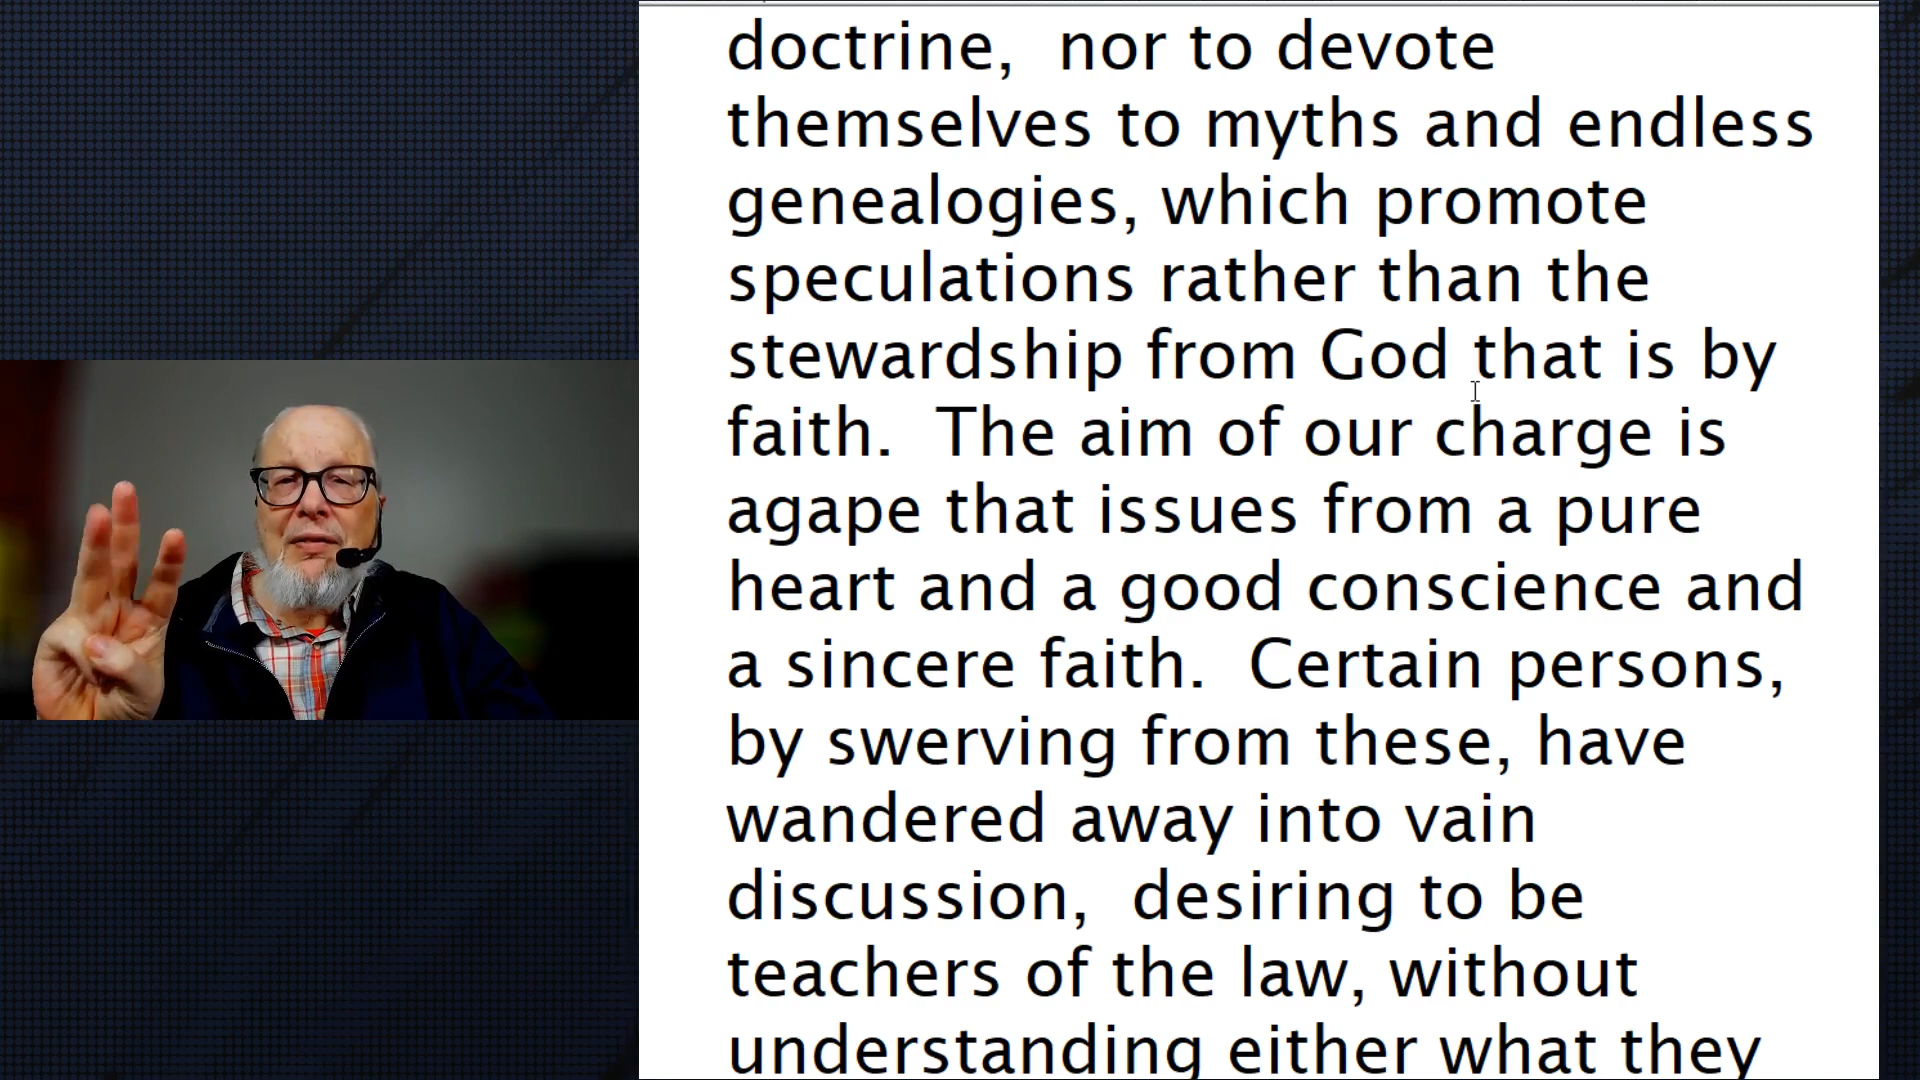 doctrine,  nor to devote
themselves to myths and endless
genealogies, which promote
speculations rather than the
stewardship from God that is by
faith.  The aim of our charge is
agape that issues from a pure
heart and a good conscience and
a sincere faith.  Certain persons,
by swerving from these, have
wandered away into vain
discussion,  desiring to be
teachers of the law, without
understanding either what they